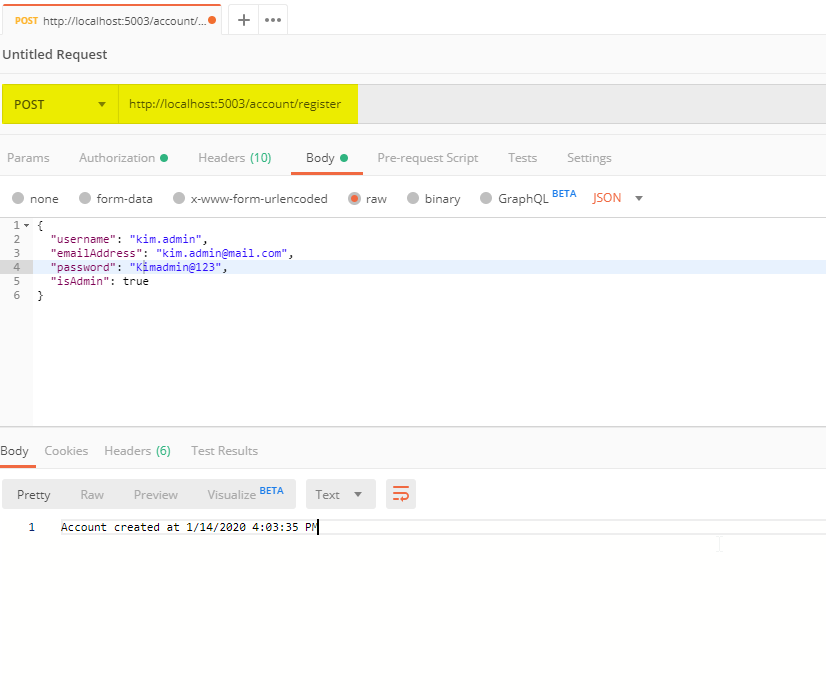 POST http://localhost:5003/account/...
Untitled Request
POST http://localhost:5003/account/register
Params Authorization Headers (10) Body Pre-request Script Tests Settings
none form-data x-www-form-urlencoded raw binary GraphQL BETA JSON
1 {
2 "username": "kim.admin",
3 "emailAddress": "kim.admin@mail.com",
4 "password": "Kimadmin@123",
5 "isAdmin": true
6 }
Body Cookies Headers (6) Test Results
Pretty Raw Preview Visualize BETA Text
1 Account created at 1/14/2020 4:03:35 PM